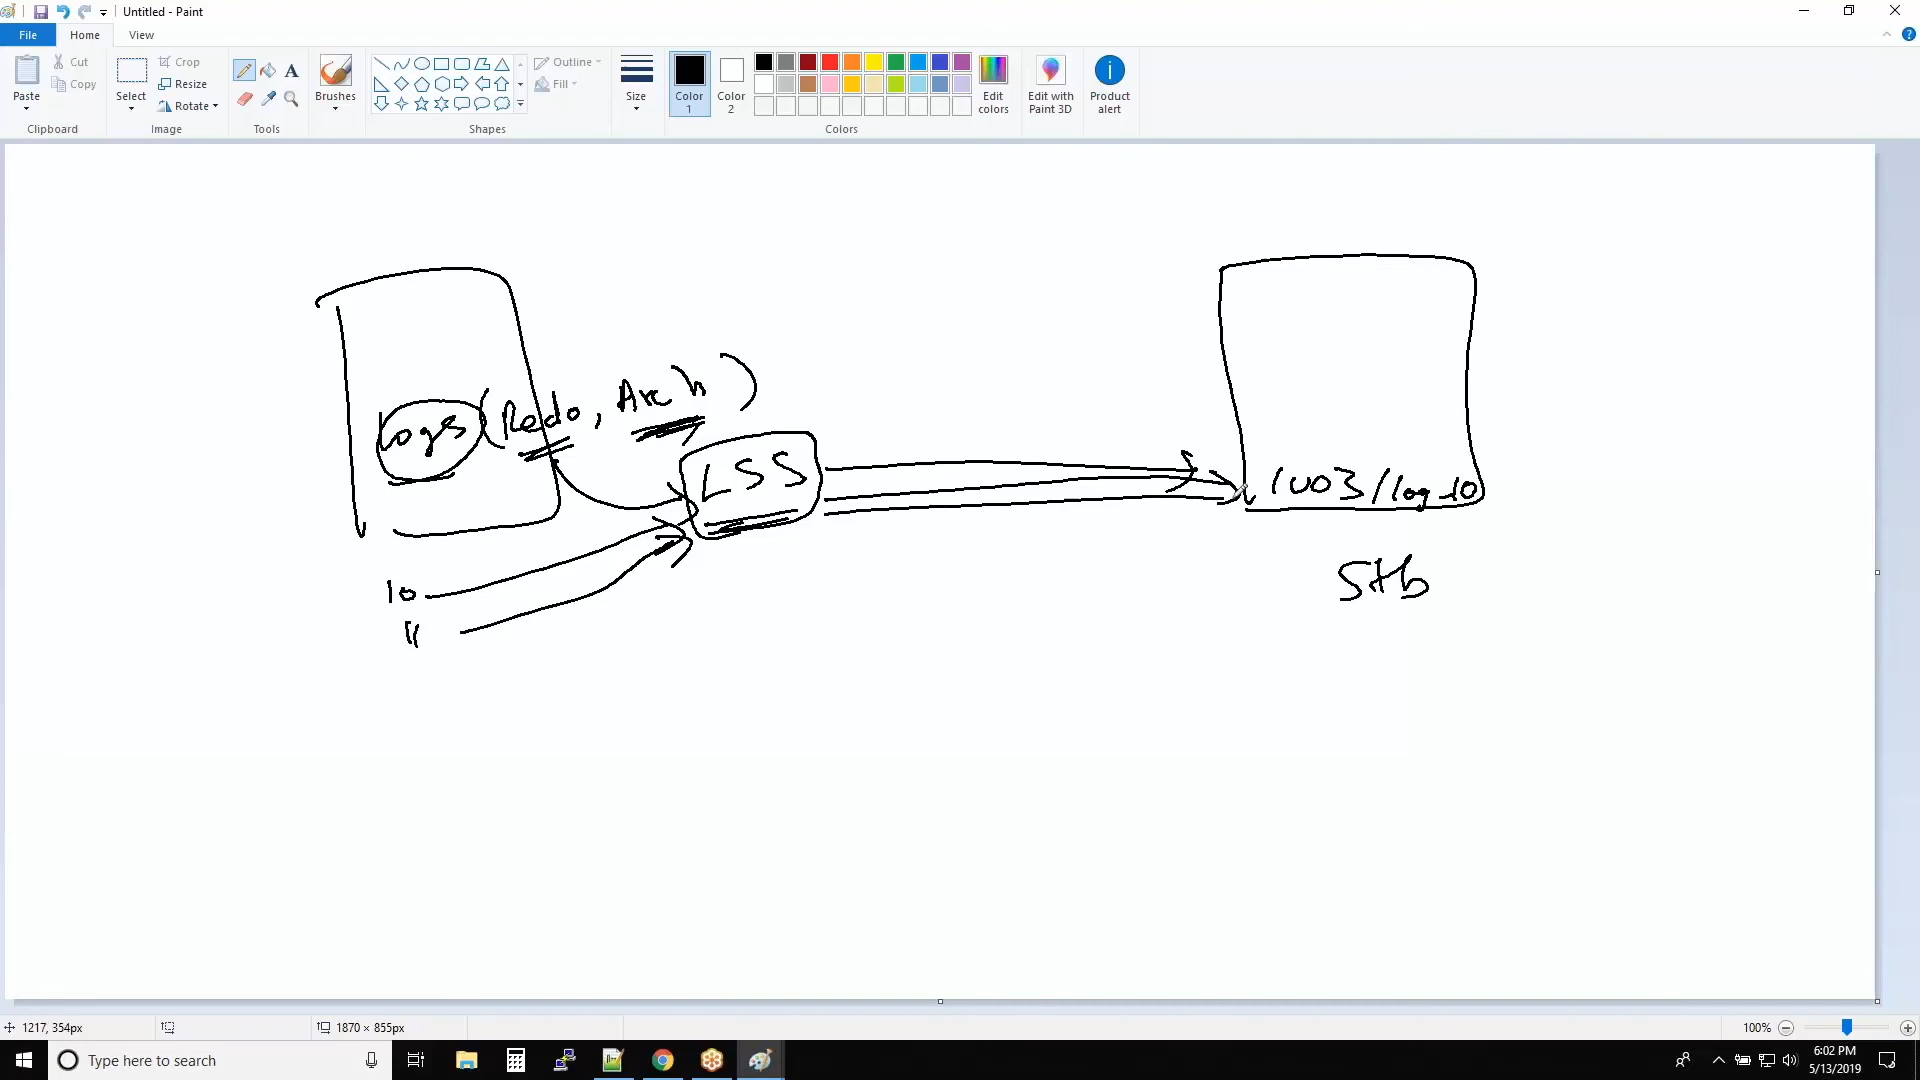 Untitled - Paint
File
Home
View
Paste
Cut
Copy
Clipboard
Select
Crop
Resize
Rotate
Image
A
Tools
Brushes
Shapes
Outline
Fill
Size
Color
1
Color
2
Colors
Edit
colors
Edit with
Paint 3D
Product
alert
Logs (Redo, Arch)
LSS
10
11
/U03/log_10
Stb
1217, 354px
1870 × 855px
100%
Type here to search
6:02 PM
5/13/2019